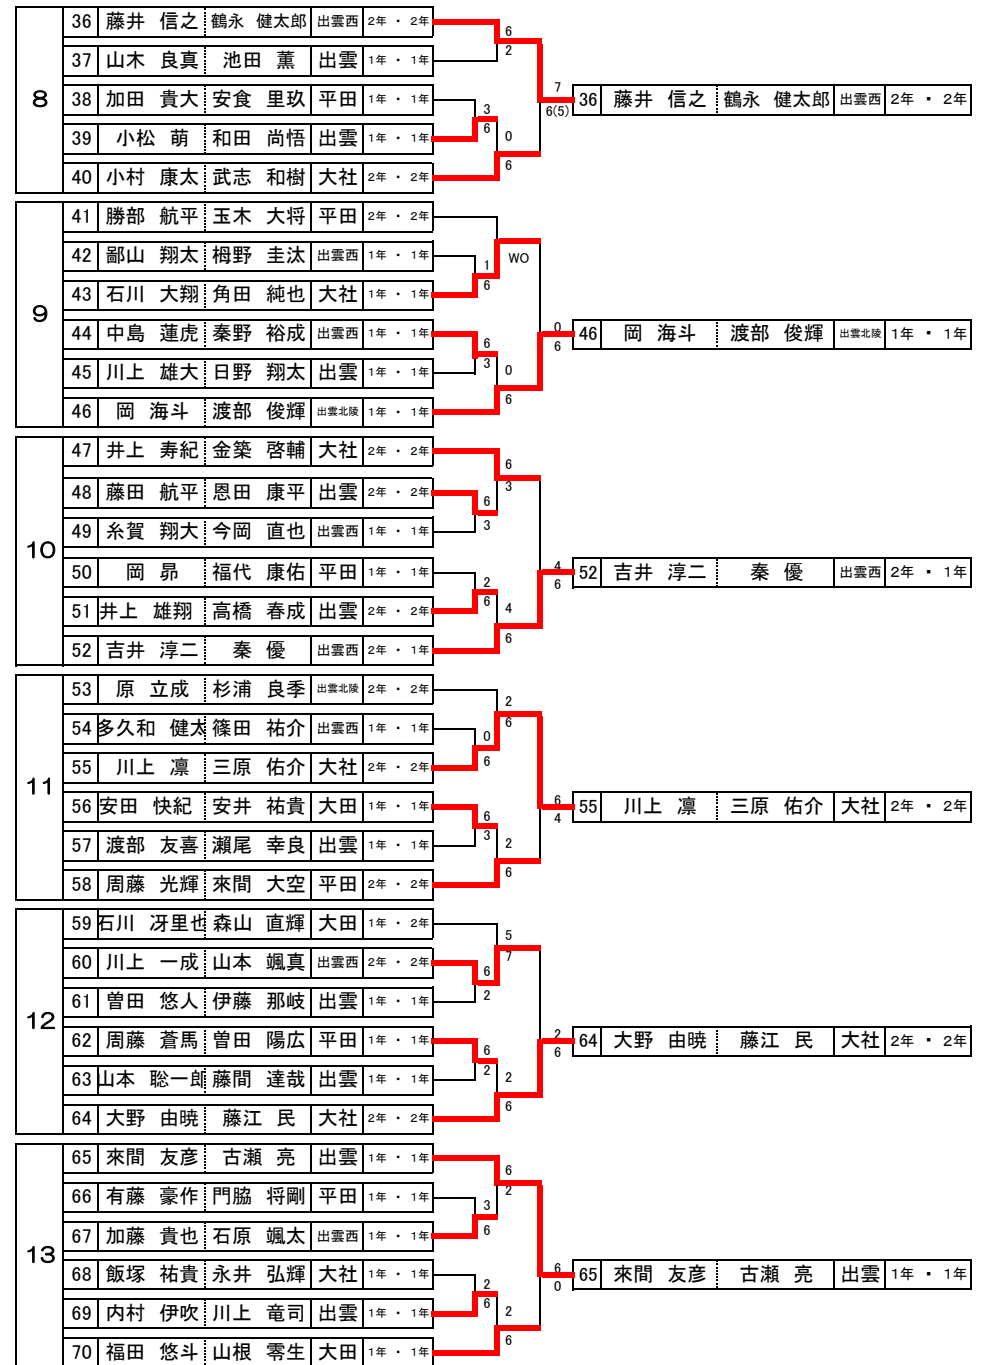 36 藤井 信之 鶴永 健太郎 出雲西 2年 ・ 2年
6
2
37 山木 良真 池田 薫 出雲 1年 ・ 1年
8
38 加田 貴大 安食 里玖 平田 1年 ・ 1年
3
6
7
6(5)
36 藤井 信之 鶴永 健太郎 出雲西 2年 ・ 2年
39 小松 萌 和田 尚悟 出雲 1年 ・ 1年
0
6
40 小村 康太 武志 和樹 大社 2年 ・ 2年
41 勝部 航平 玉木 大将 平田 2年 ・ 2年
WO
42 鄙山 翔太 栂野 圭汰 出雲西 1年 ・ 1年
1
6
43 石川 大翔 角田 純也 大社 1年 ・ 1年
9
44 中島 蓮虎 秦野 裕成 出雲西 1年 ・ 1年
6
3
0
6
46 岡 海斗 渡部 俊輝 出雲北陵 1年 ・ 1年
45 川上 雄大 日野 翔太 出雲 1年 ・ 1年
0
6
46 岡 海斗 渡部 俊輝 出雲北陵 1年 ・ 1年
47 井上 寿紀 金築 啓輔 大社 2年 ・ 2年
6
3
48 藤田 航平 恩田 康平 出雲 2年 ・ 2年
6
3
49 糸賀 翔大 今岡 直也 出雲西 1年 ・ 1年
10
50 岡 昴 福代 康佑 平田 1年 ・ 1年
2
6
4
6
52 吉井 淳二 秦 優 出雲西 2年 ・ 1年
51 井上 雄翔 高橋 春成 出雲 2年 ・ 2年
4
6
52 吉井 淳二 秦 優 出雲西 2年 ・ 1年
53 原 立成 杉浦 良季 出雲北陵 2年 ・ 2年
2
6
54 多久和 健太 篠田 祐介 出雲西 1年 ・ 1年
0
6
55 川上 凛 三原 佑介 大社 2年 ・ 2年
11
56 安田 快紀 安井 祐貴 大田 1年 ・ 1年
6
3
6
4
55 川上 凛 三原 佑介 大社 2年 ・ 2年
57 渡部 友喜 瀬尾 幸良 出雲 1年 ・ 1年
2
6
58 周藤 光輝 來間 大空 平田 2年 ・ 2年
59 石川 冴里也 森山 直輝 大田 1年 ・ 2年
5
7
60 川上 一成 山本 颯真 出雲西 2年 ・ 2年
6
2
61 曽田 悠人 伊藤 那岐 出雲 1年 ・ 1年
12
62 周藤 蒼馬 曽田 陽広 平田 1年 ・ 1年
6
2
2
6
64 大野 由暁 藤江 民 大社 2年 ・ 2年
63 山本 聡一郎 藤間 達哉 出雲 1年 ・ 1年
2
6
64 大野 由暁 藤江 民 大社 2年 ・ 2年
65 來間 友彦 古瀬 亮 出雲 1年 ・ 1年
6
2
66 有藤 豪作 門脇 将剛 平田 1年 ・ 1年
3
6
67 加藤 貴也 石原 颯太 出雲西 1年 ・ 1年
13
68 飯塚 祐貴 永井 弘輝 大社 1年 ・ 1年
2
6
6
0
65 來間 友彦 古瀬 亮 出雲 1年 ・ 1年
69 内村 伊吹 川上 竜司 出雲 1年 ・ 1年
2
6
70 福田 悠斗 山根 零生 大田 1年 ・ 1年